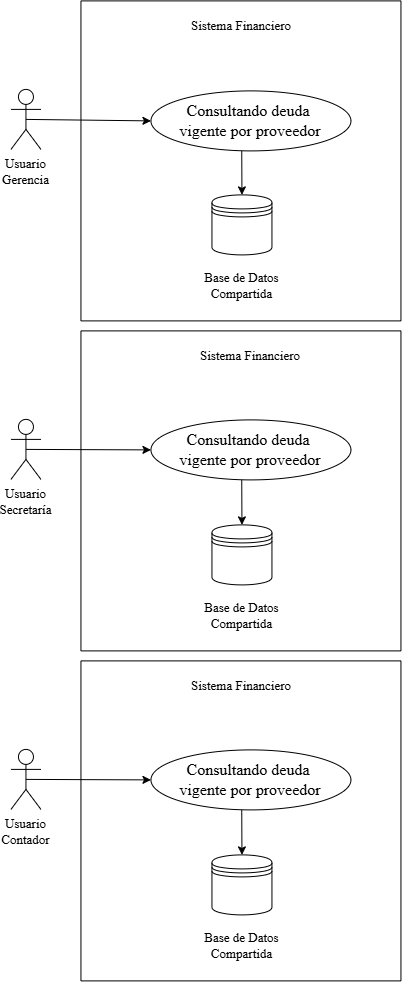 Sistema Financiero
Consultando deuda
vigente por proveedor
Usuario
Gerencia
Base de Datos
Compartida
Sistema Financiero
Consultando deuda
vigente por proveedor
Usuario
Secretaría
Base de Datos
Compartida
Sistema Financiero
Consultando deuda
vigente por proveedor
Usuario
Contador
Base de Datos
Compartida